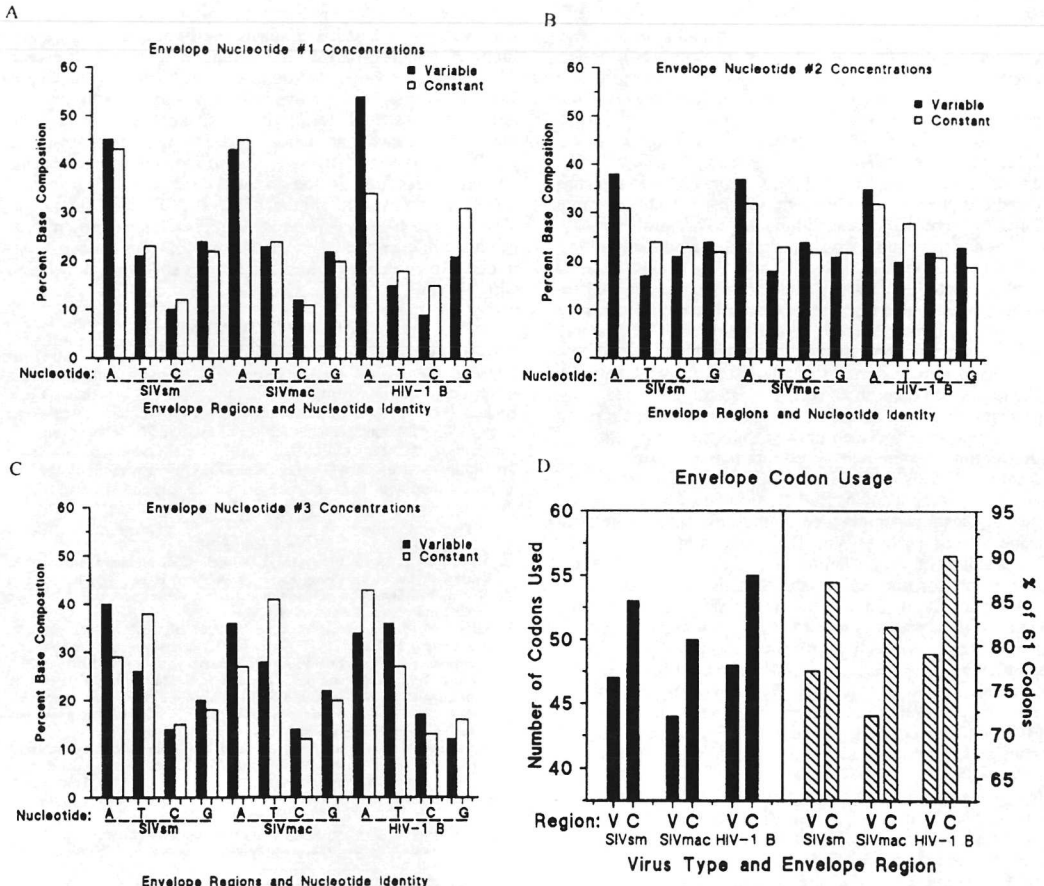 A
Envelope Nucleotide #1 Concentrations
Variable
Constant
Percent Base Composition
60
50
40
30
20
10
0
Nucleotide: A T C G A T C G A T C G
SIVsm SIVmac HIV-1 B
Envelope Regions and Nucleotide Identity
B
Envelope Nucleotide #2 Concentrations
Variable
Constant
Percent Base Composition
60
50
40
30
20
10
0
Nucleotide: A T C G A T C G A T C G
SIVsm SIVmac HIV-1 B
Envelope Regions and Nucleotide Identity
C
Envelope Nucleotide #3 Concentrations
Variable
Constant
Percent Base Composition
60
50
40
30
20
10
0
Nucleotide: A T C G A T C G A T C G
SIVsm SIVmac HIV-1 B
Envelope Regions and Nucleotide Identity
D
Envelope Codon Usage
Number of Codons Used
60
55
50
45
40
95
90
85
80
75
70
65
% of 61 Codons
Region: V C V C V C V C V C V C
SIVsm SIVmac HIV-1 B SIVsm SIVmac HIV-1 B
Virus Type and Envelope Region